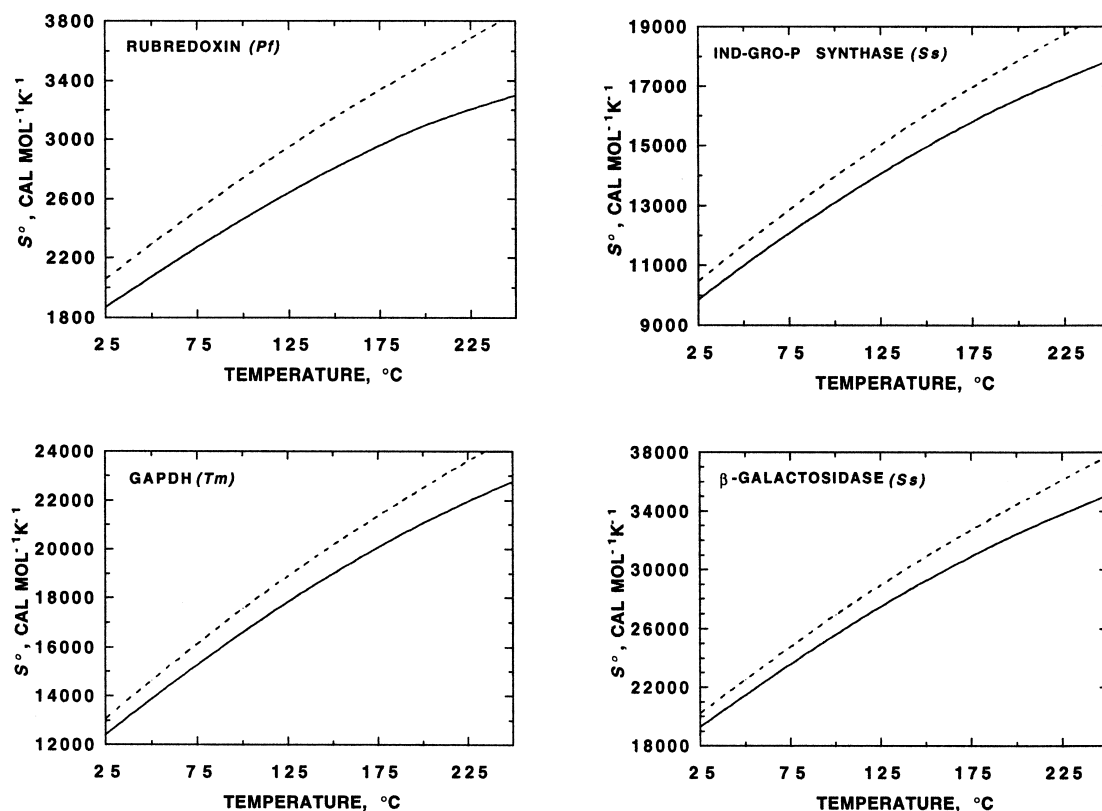 RUBREDOXIN (Pf)
S° , CAL MOL⁻¹K⁻¹
3800
3400
3000
2600
2200
1800
25 75 125 175 225
TEMPERATURE, °C
IND-GRO-P SYNTHASE (Ss)
S° , CAL MOL⁻¹K⁻¹
19000
17000
15000
13000
11000
9000
25 75 125 175 225
TEMPERATURE, °C
GAPDH (Tm)
S° , CAL MOL⁻¹K⁻¹
24000
22000
20000
18000
16000
14000
12000
25 75 125 175 225
TEMPERATURE, °C
β-GALACTOSIDASE (Ss)
S° , CAL MOL⁻¹K⁻¹
38000
34000
30000
26000
22000
18000
25 75 125 175 225
TEMPERATURE, °C